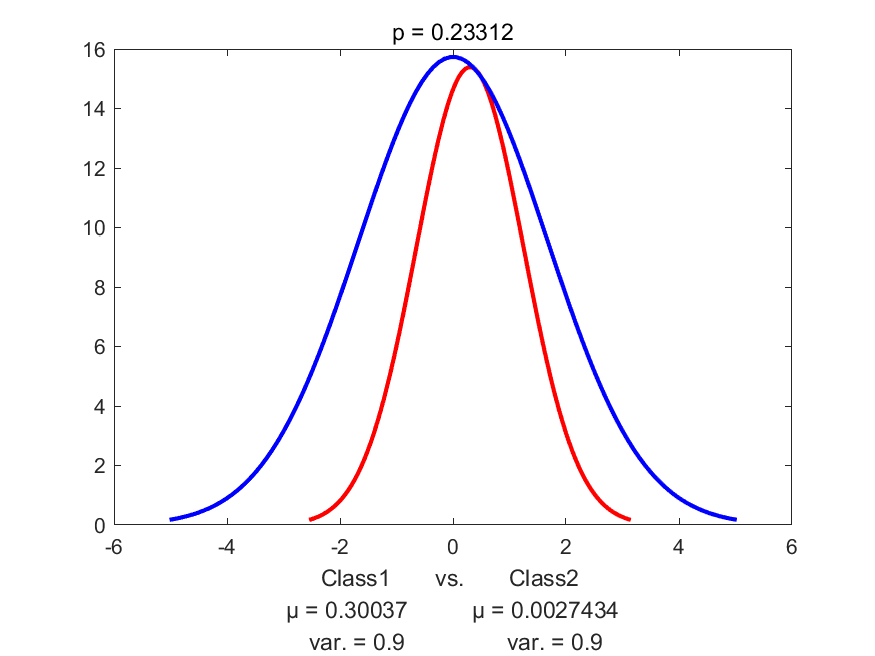 p = 0.23312
16
14
12
10
8
6
4
2
0
-6 -4 -2 0 2 4 6
Class1 vs. Class2
μ = 0.30037 μ = 0.0027434
var. = 0.9 var. = 0.9